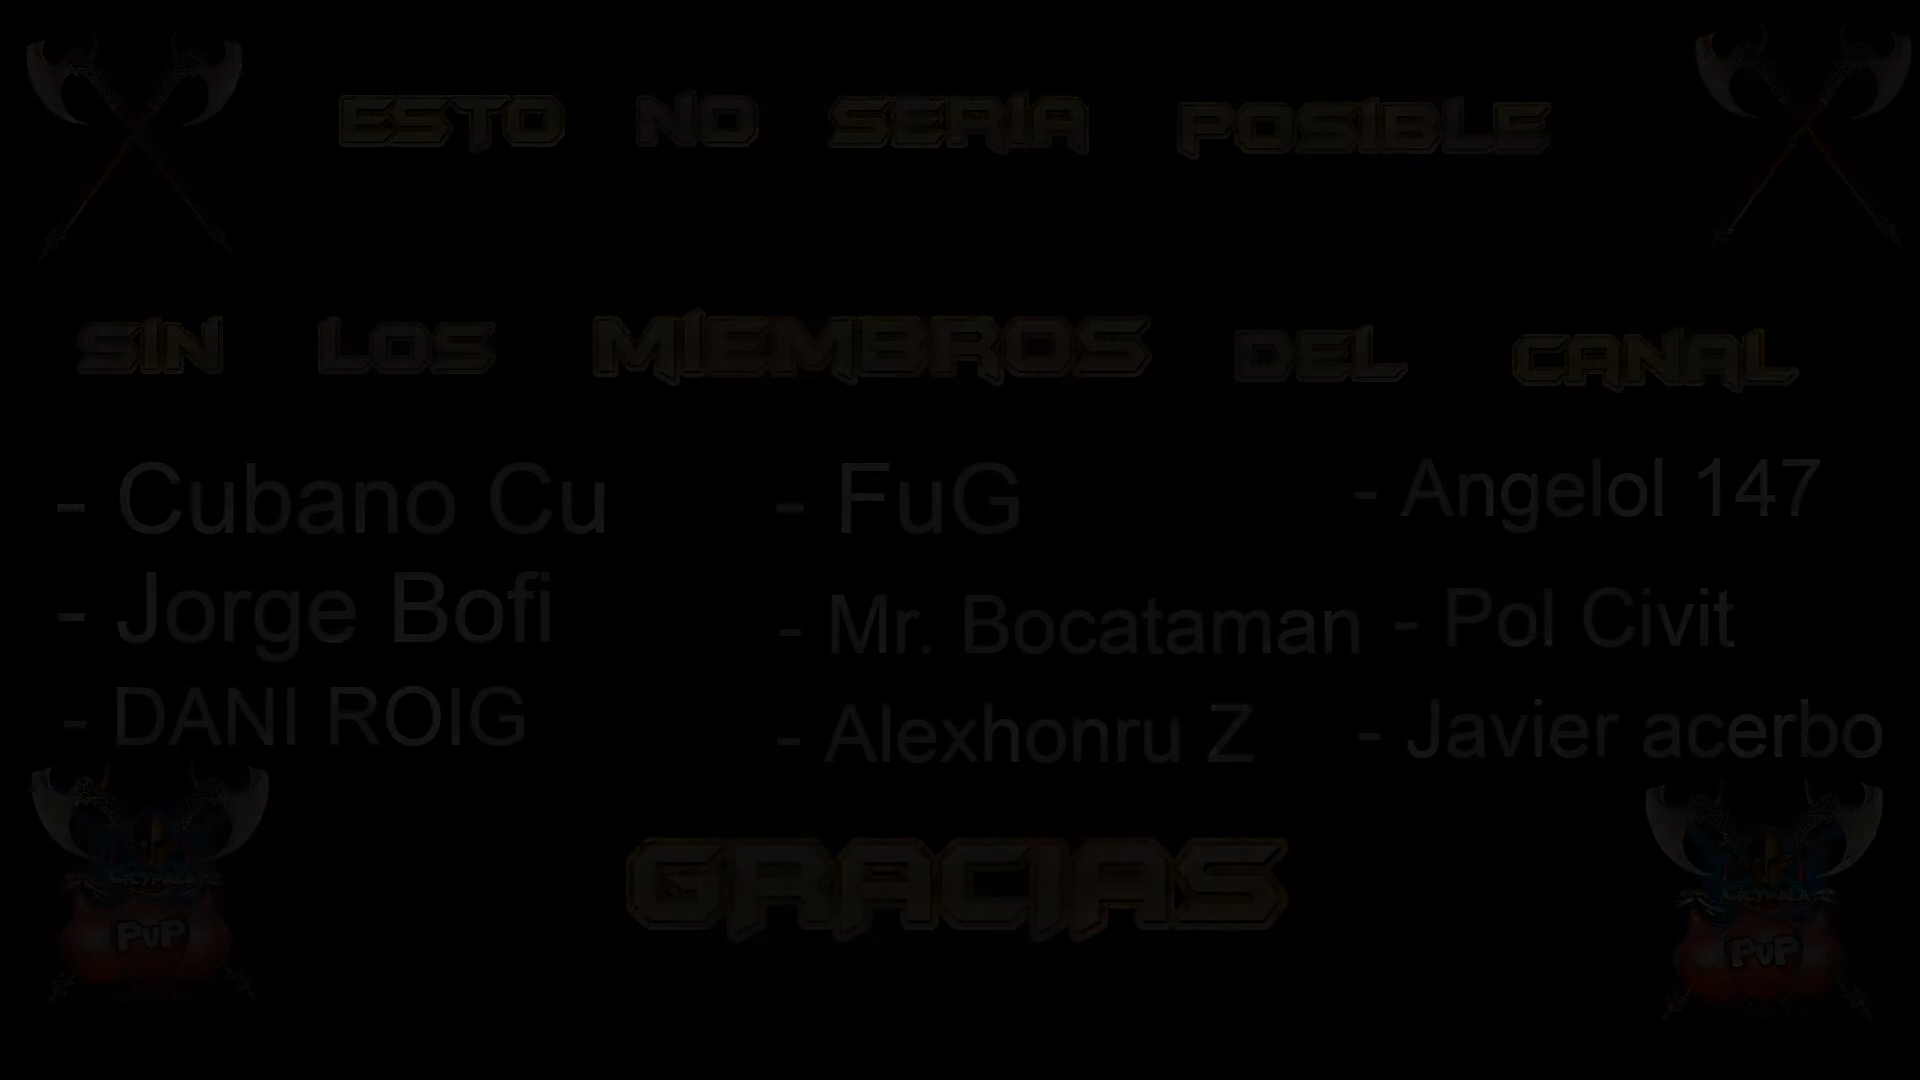 ESTO NO SERIA POSIBLE
SIN LOS MIEMBROS DEL CANAL
- Cubano Cu
- Jorge Bofi
- DANI ROIG
- FuG
- Mr. Bocataman
- Alexhonru Z
- Angelol 147
- Pol Civit
- Javier acerbo
GRACIAS
PvP
PvP